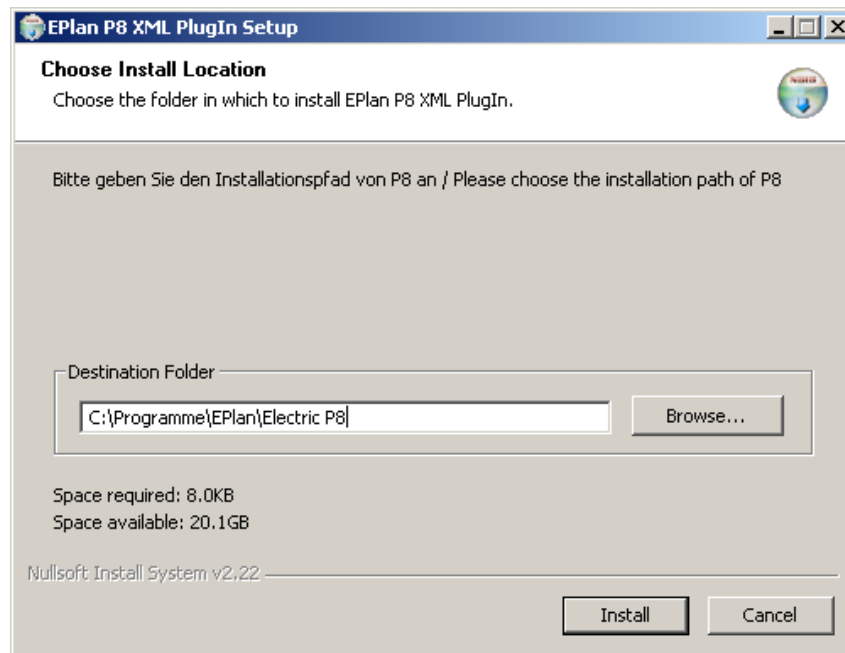 EPlan P8 XML PlugIn Setup
Choose Install Location
Choose the folder in which to install EPlan P8 XML PlugIn.
Bitte geben Sie den Installationspfad von P8 an / Please choose the installation path of P8
Destination Folder
C:\Programme\EPlan\Electric P8
Browse...
Space required: 8.0KB
Space available: 20.1GB
Nullsoft Install System v2.22
Install
Cancel